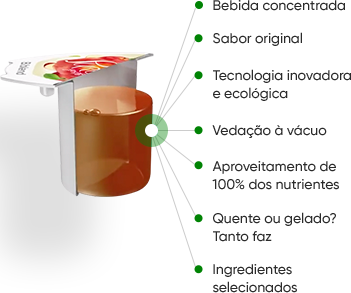 Bebida concentrada
Sabor original
Tecnologia inovadora
e ecológica
Vedação à vácuo
Aproveitamento de
100% dos nutrientes
Quente ou gelado?
Tanto faz
Ingredientes
selecionados